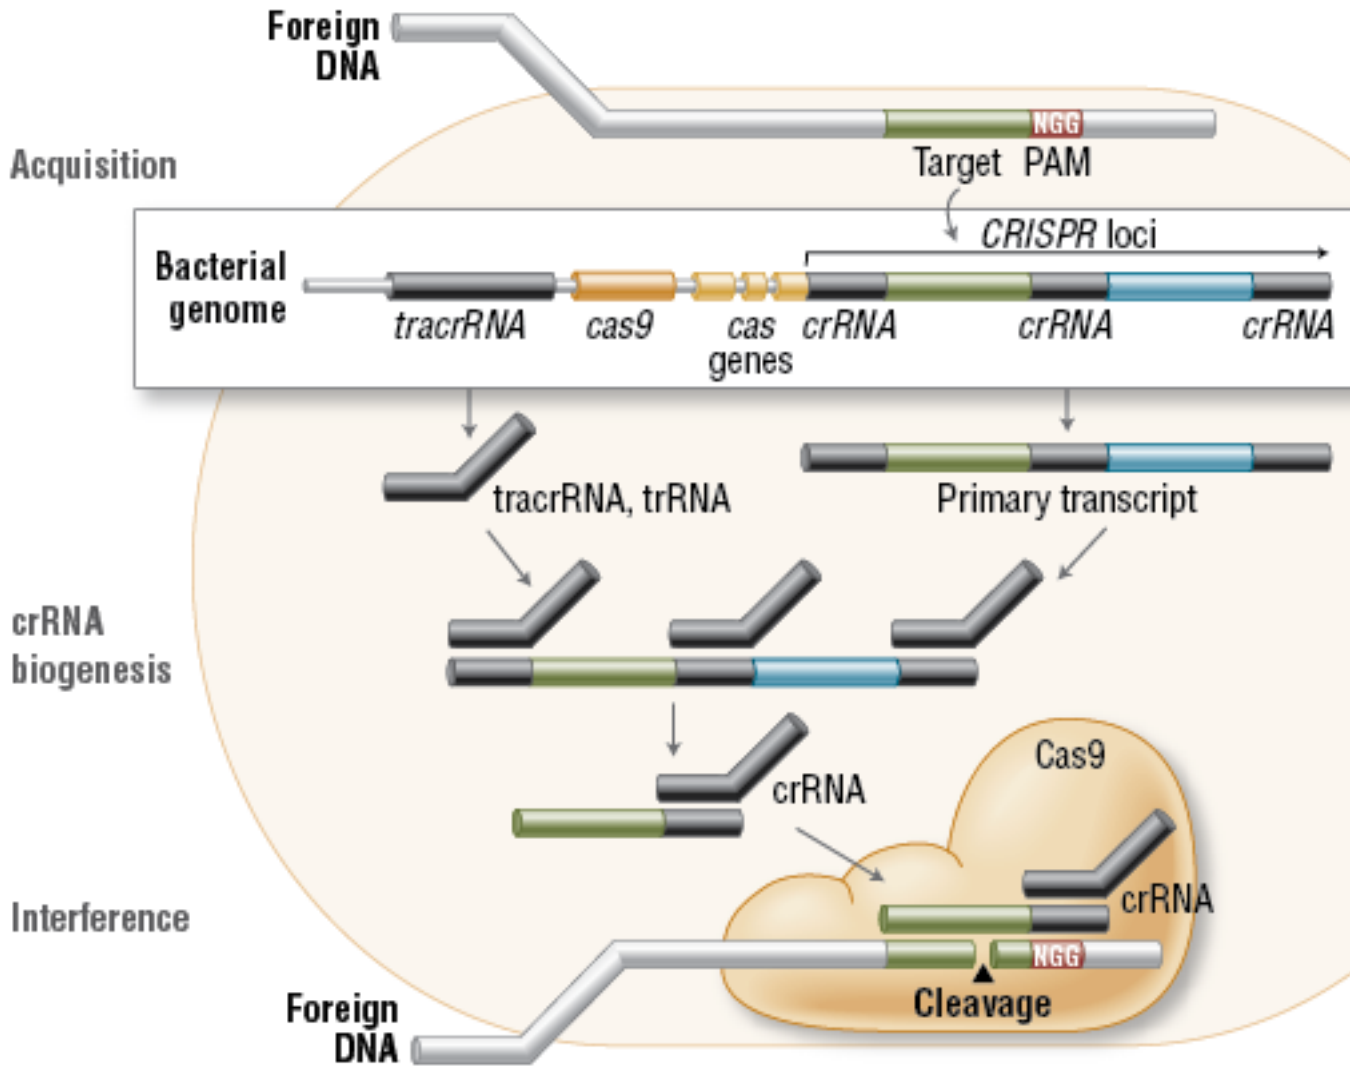 Foreign
DNA
NGG
Acquisition
Target PAM
CRISPR loci
Bacterial
genome
tracrRNA cas9 cas
genes
crRNA crRNA crRNA
tracrRNA, trRNA
Primary transcript
crRNA
biogenesis
Cas9
crRNA
crRNA
Interference
NGG
Cleavage
Foreign
DNA